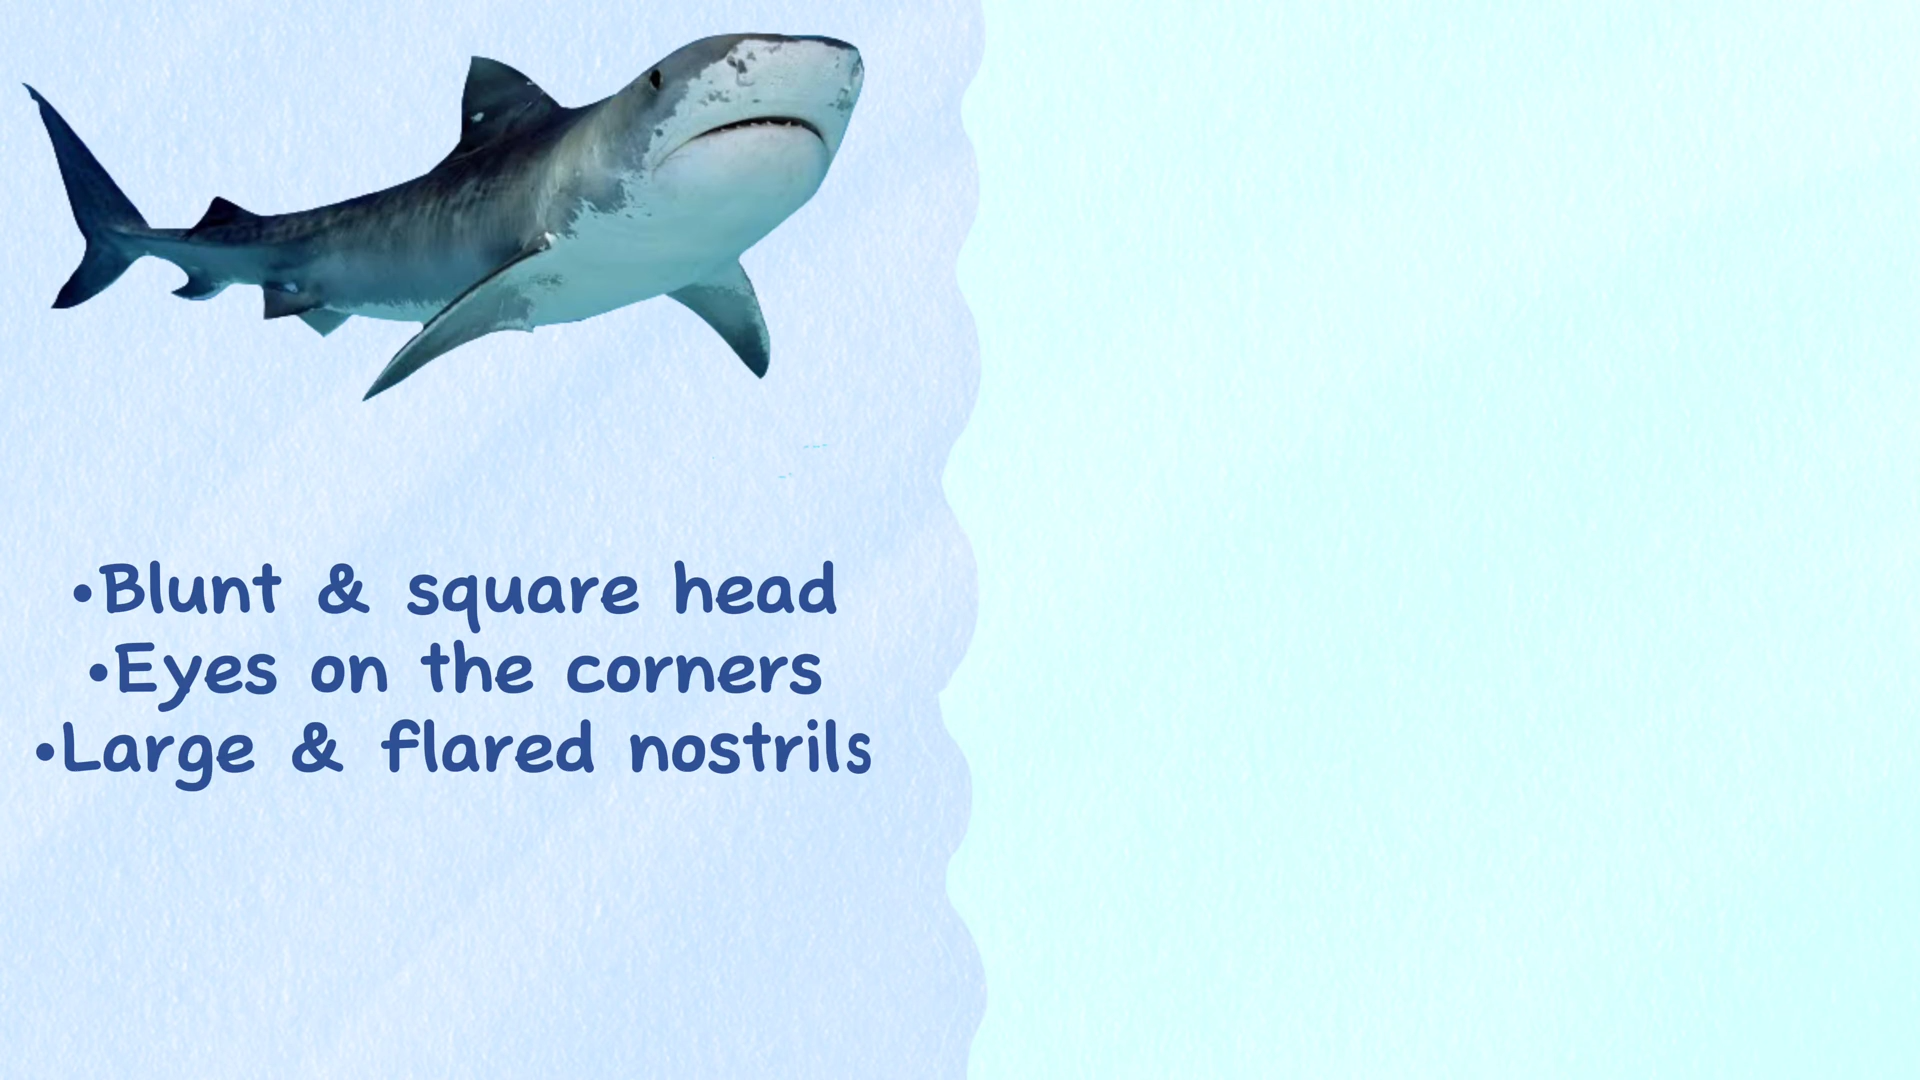 •Blunt & square head
•Eyes on the corners
•Large & flared nostrils